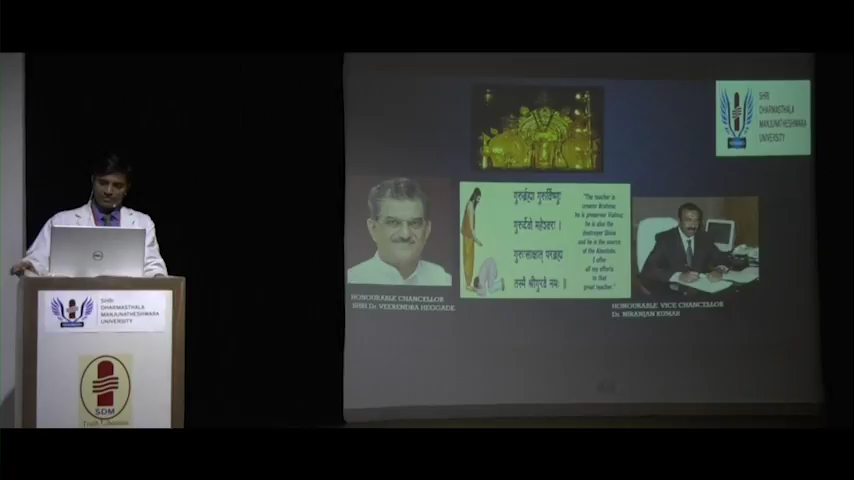 SHRI
DHARMASTHALA
MANJUNATHESHWARA
UNIVERSITY
गुरुर्ब्रह्मा गुरुर्विष्णुः
गुरुर्देवो महेश्वरः ।
गुरुःसाक्षात् परब्रह्म
तस्मै श्रीगुरवे नमः ॥
"The teacher is
creator Brahma;
he is preserver Vishnu;
he is also the
destroyer Shiva
and he is the source
of the Absolute.
I offer
all my efforts
to that
great teacher."
HONOURABLE CHANCELLOR
SHRI Dr. VEERENDRA HEGGADE
HONOURABLE VICE CHANCELLOR
Dr. NIRANJAN KUMAR
DELL
SHRI
DHARMASTHALA
MANJUNATHESHWARA
UNIVERSITY
SDM